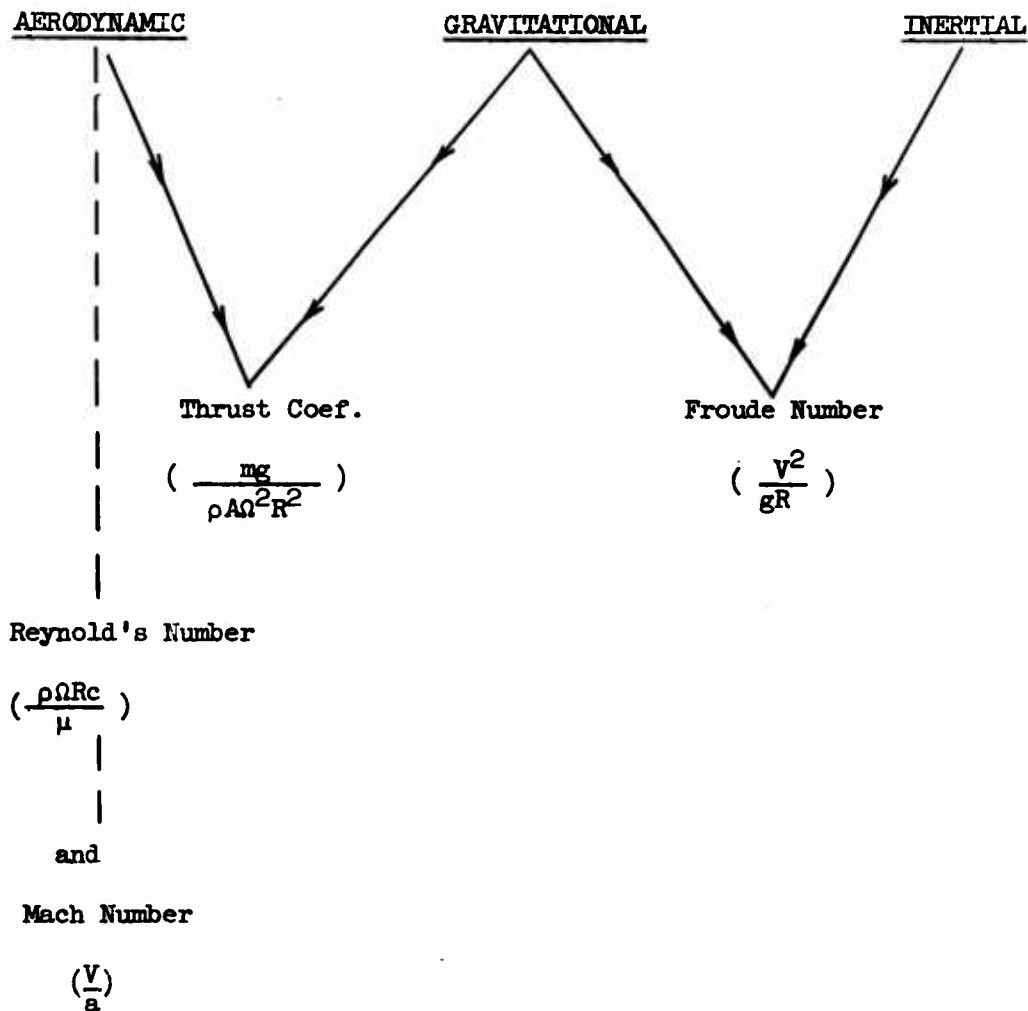 AERODYNAMIC GRAVITATIONAL INERTIAL
Thrust Coef. Froude Number
( mg / ρAΩ²R² ) ( V² / gR )
Reynold's Number
( ρΩRc / μ )
and
Mach Number
( V / a )